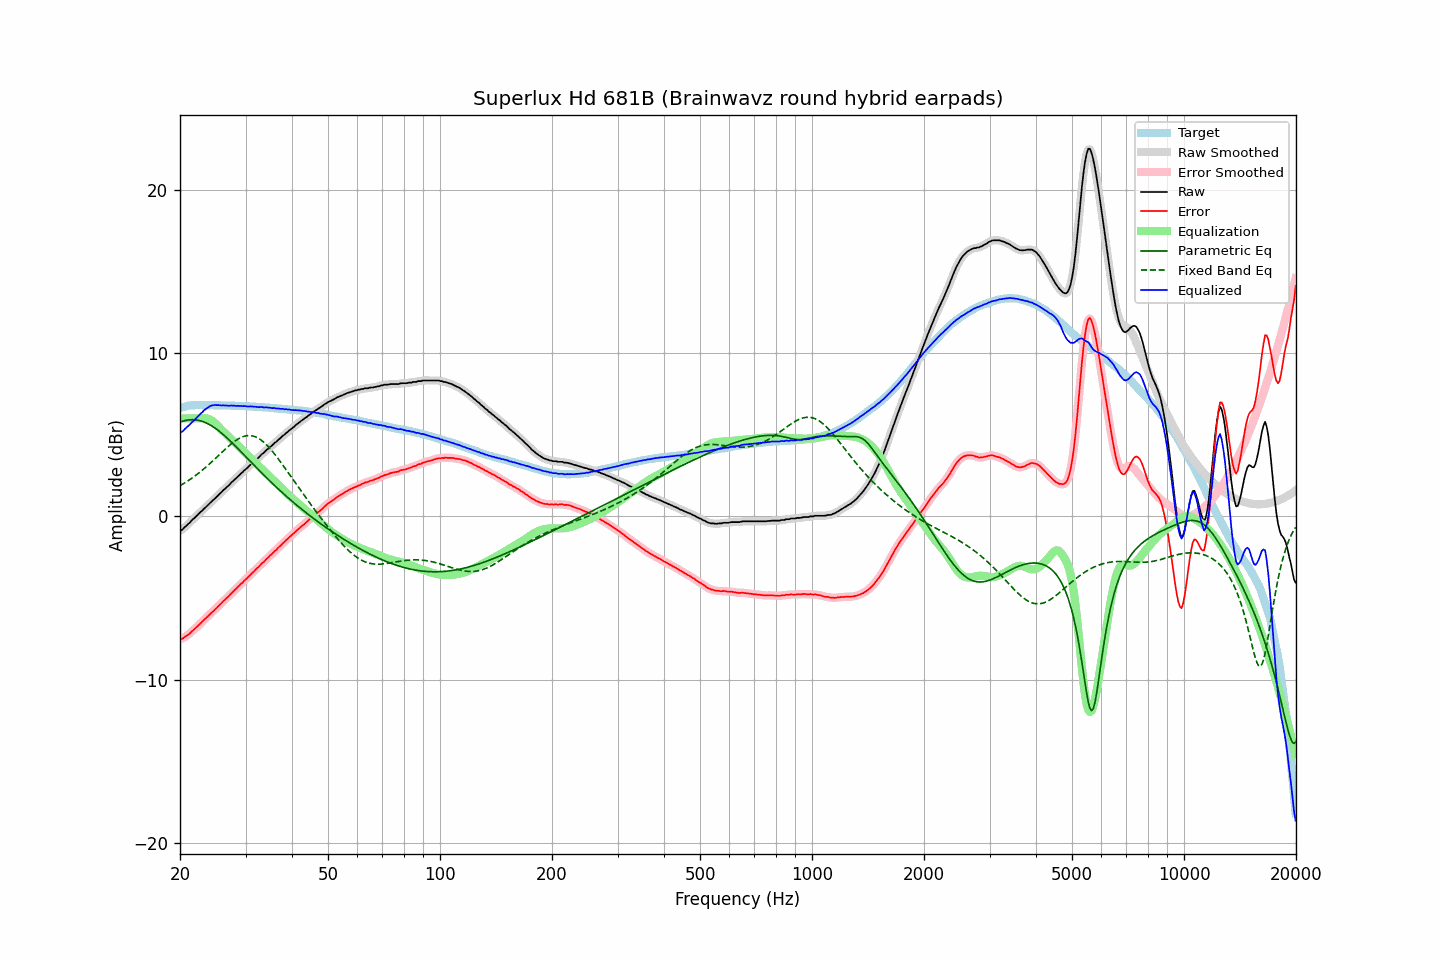 Superlux Hd 681B (Brainwavz round hybrid earpads)
Target
Raw Smoothed
Error Smoothed
Raw
Error
Equalization
Parametric Eq
Fixed Band Eq
Equalized
Amplitude (dBr)
20
10
0
−10
−20
20 50 100 200 500 1000 2000 5000 10000 20000
Frequency (Hz)